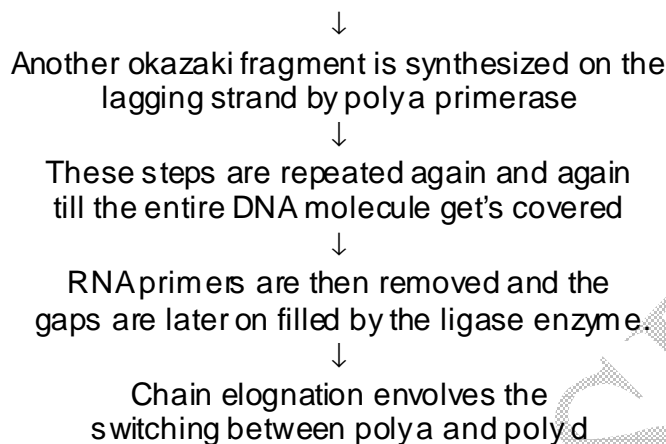 ↓
Another okazaki fragment is synthesized on the
lagging strand by poly a primerase
↓
These steps are repeated again and again
till the entire DNA molecule get's covered
↓
RNA primers are then removed and the
gaps are later on filled by the ligase enzyme.
↓
Chain elognation envolves the
switching between poly a and poly d